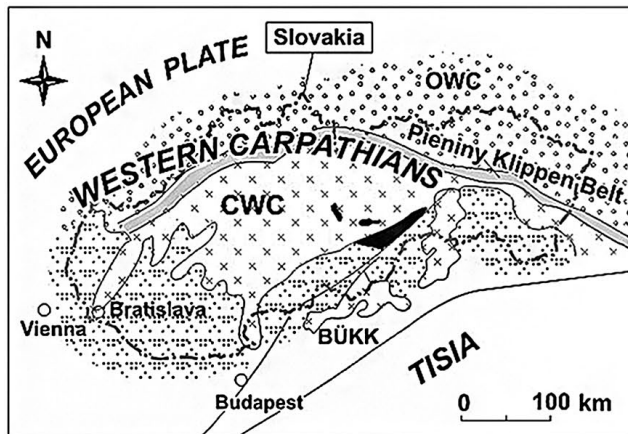 N
EUROPEAN PLATE
Slovakia
OWC
WESTERN CARPATHIANS
Pieniny Klippen Belt
CWC
Vienna
Bratislava
BÜKK
TISIA
Budapest
0 100 km